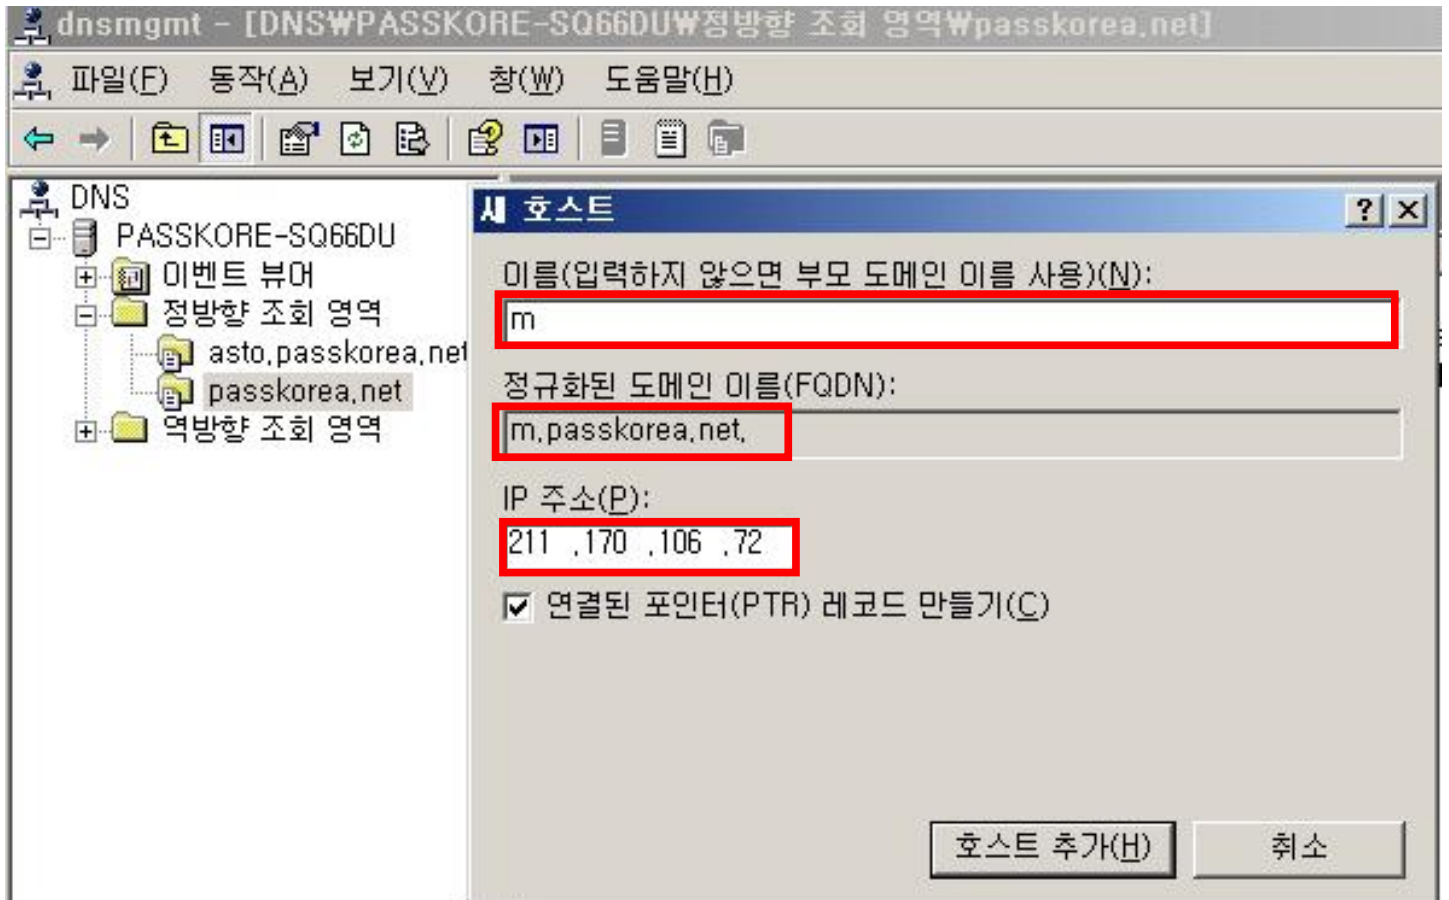 dnsmgmt - [DNS₩PASSKORE-SQ66DU₩정방향 조회 영역₩passkorea.net]
파일(F) 동작(A) 보기(V) 창(W) 도움말(H)
DNS
PASSKORE-SQ66DU
이벤트 뷰어
정방향 조회 영역
asto.passkorea.net
passkorea.net
역방향 조회 영역
새 호스트
이름(입력하지 않으면 부모 도메인 이름 사용)(N):
m
정규화된 도메인 이름(FQDN):
m.passkorea.net.
IP 주소(P):
211 .170 .106 .72
연결된 포인터(PTR) 레코드 만들기(C)
호스트 추가(H) 취소